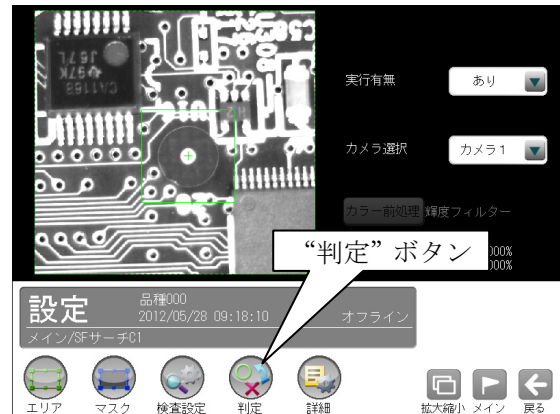 実行有無
あり
カメラ選択
カメラ1
カラー前処理 輝度フィルター
000%
000%
“判定”ボタン
設定
品種000
2012/05/28 09:18:10
オフライン
メイン/SFサーチ01
エリア
マスク
検査設定
判定
詳細
拡大縮小
メイン
戻る